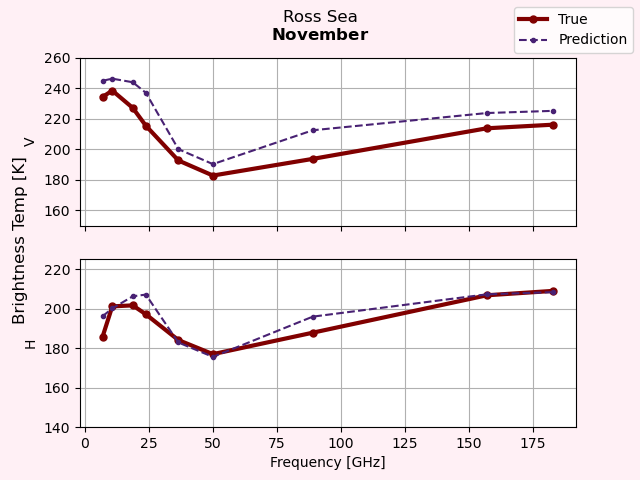 Ross Sea
November
True
Prediction
260
240
220
200
180
160
V
Brightness Temp [K]
220
200
180
160
140
H
0 25 50 75 100 125 150 175
Frequency [GHz]